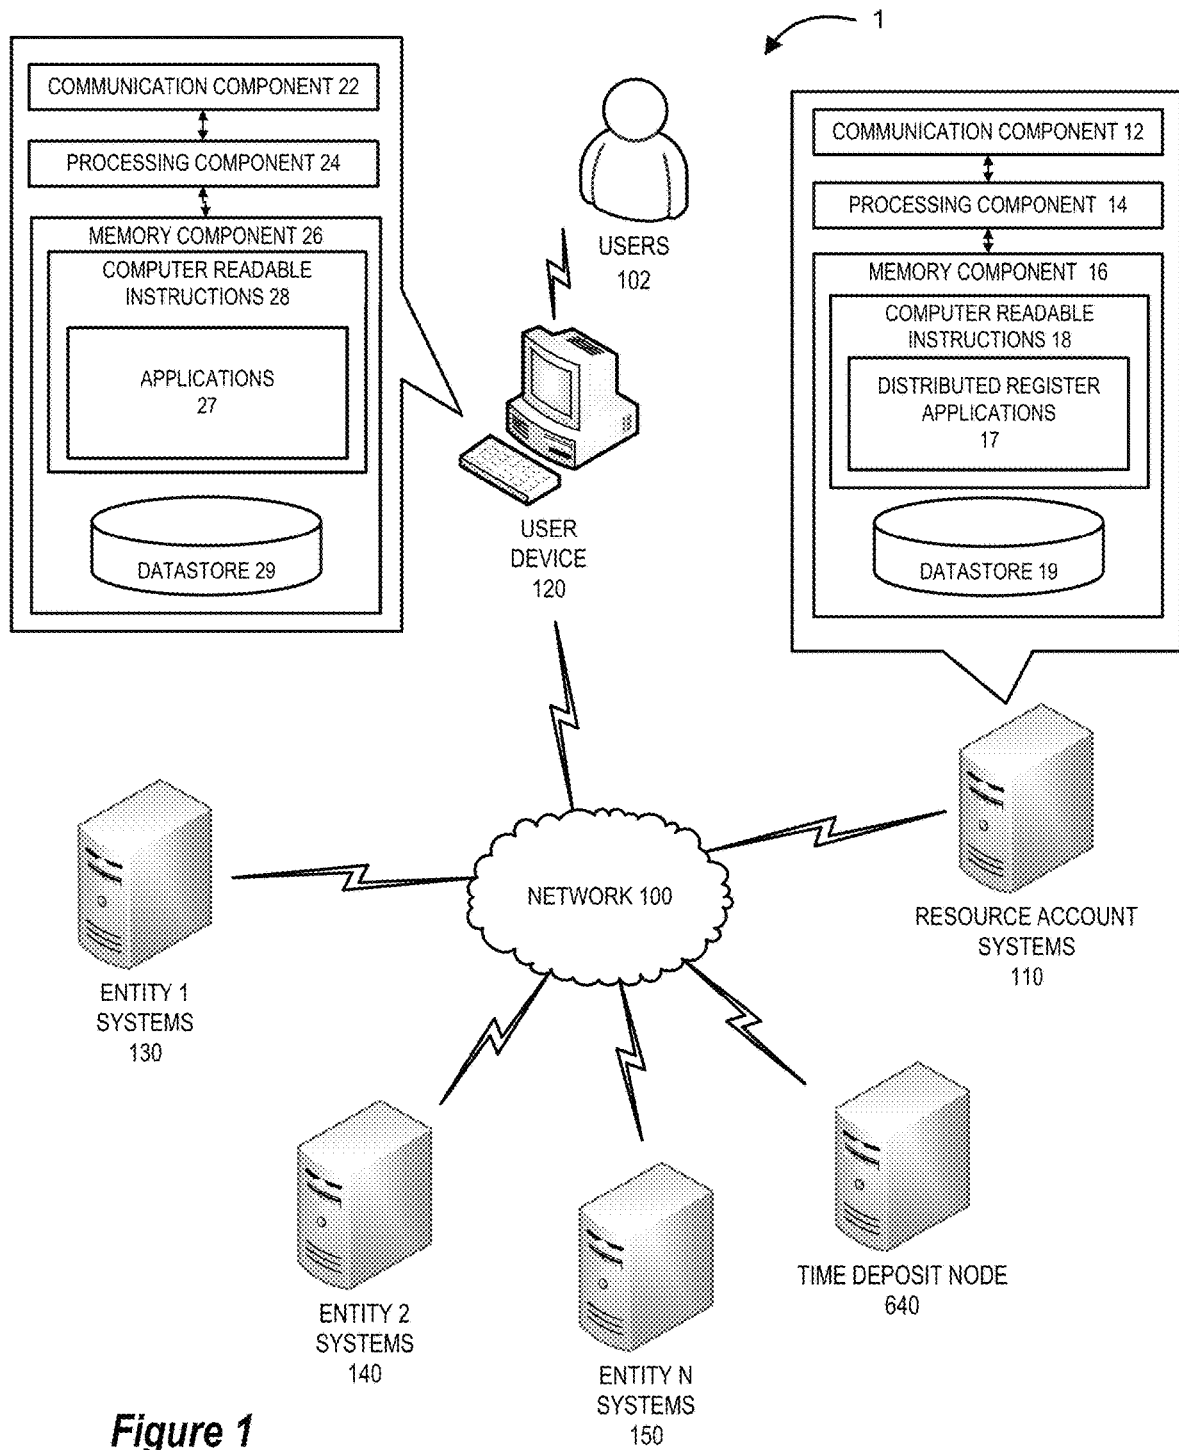 1
COMMUNICATION COMPONENT 22
PROCESSING COMPONENT 24
MEMORY COMPONENT 26
COMPUTER READABLE
INSTRUCTIONS 28
APPLICATIONS
27
DATASTORE 29
USERS
102
USER
DEVICE
120
COMMUNICATION COMPONENT 12
PROCESSING COMPONENT 14
MEMORY COMPONENT 16
COMPUTER READABLE
INSTRUCTIONS 18
DISTRIBUTED REGISTER
APPLICATIONS
17
DATASTORE 19
NETWORK 100
RESOURCE ACCOUNT
SYSTEMS
110
ENTITY 1
SYSTEMS
130
ENTITY 2
SYSTEMS
140
ENTITY N
SYSTEMS
150
TIME DEPOSIT NODE
640
Figure 1